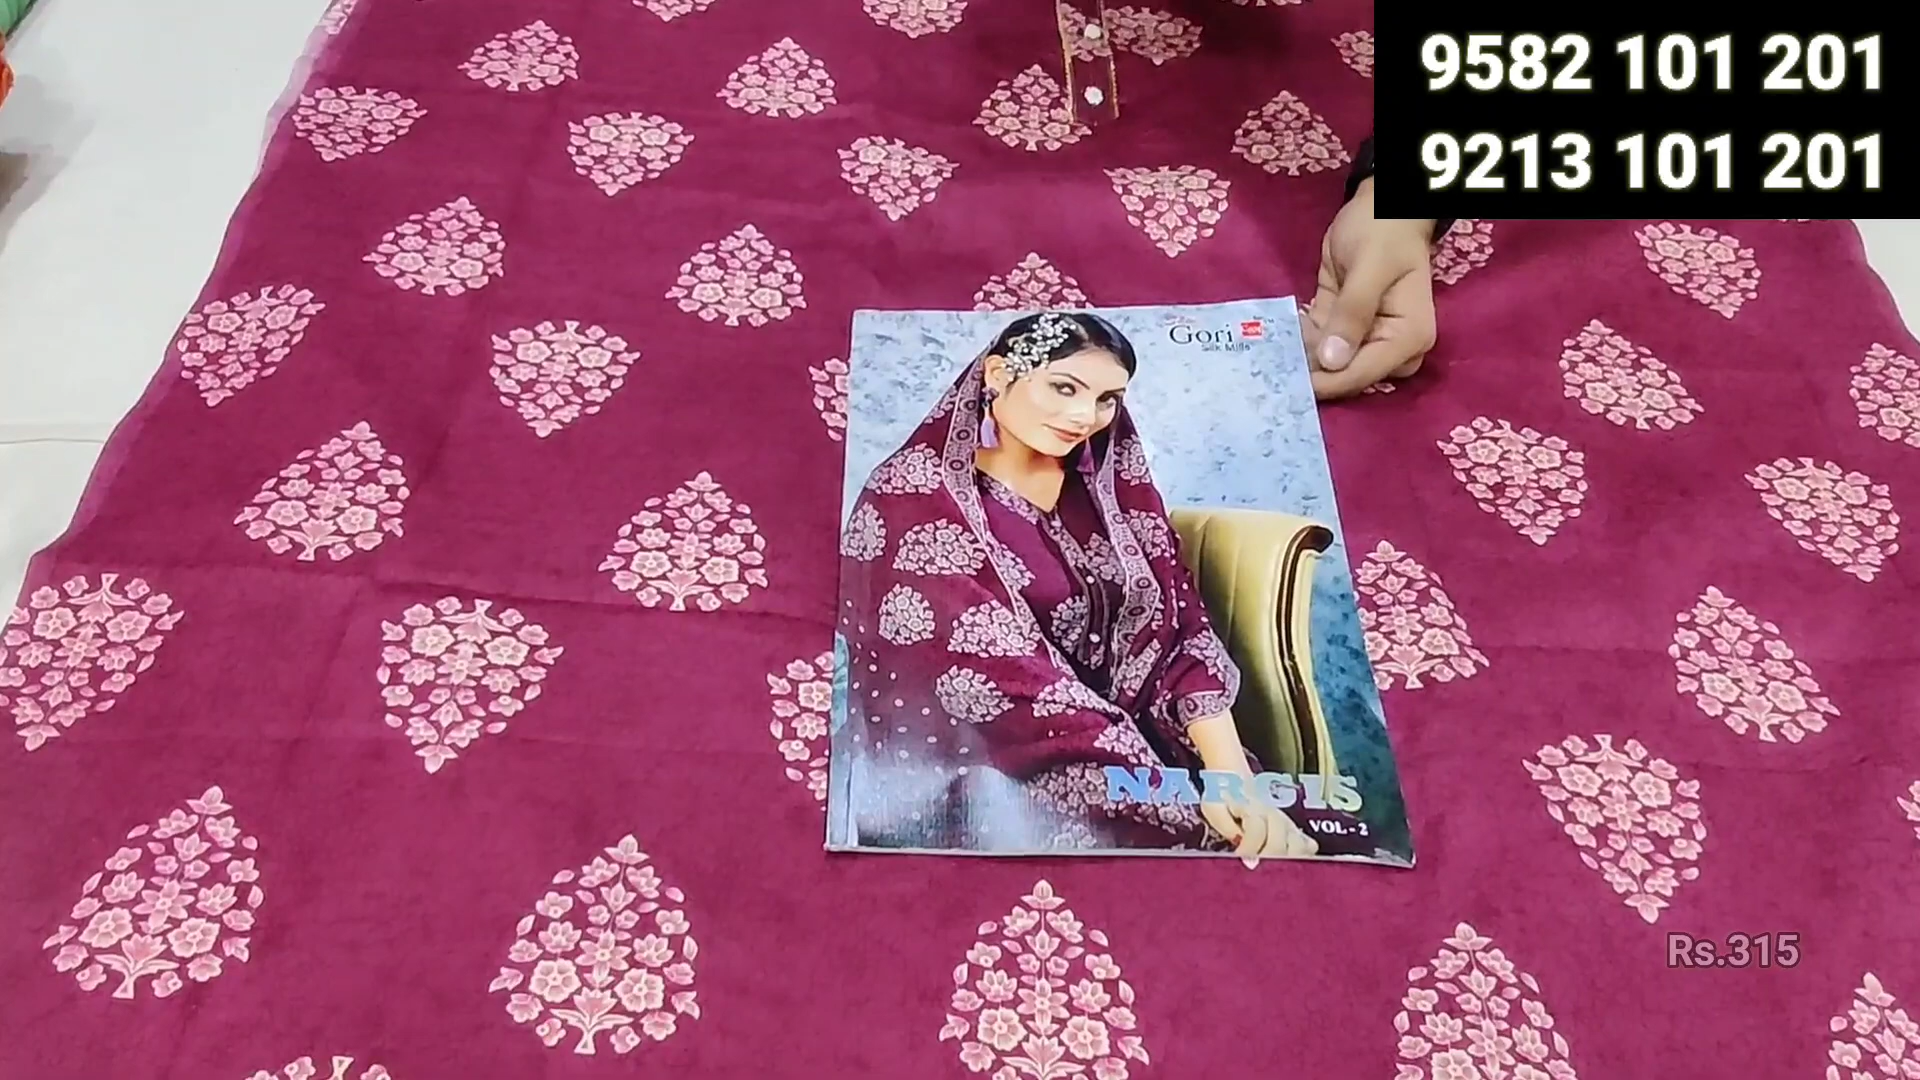 9582 101 201
9213 101 201
Gori
Silk Mills
NARGIS
VOL-2
Rs.315